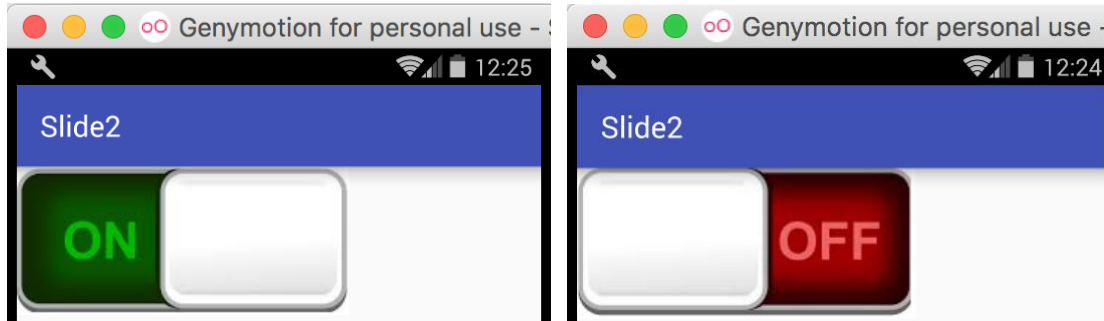 Genymotion for personal use -
12:25
Slide2
ON
Genymotion for personal use -
12:24
Slide2
OFF